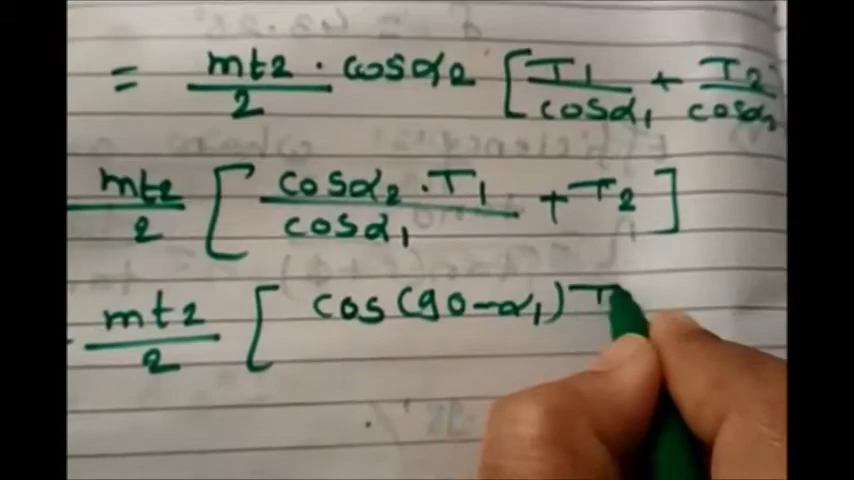 = mt2/2 · cosα2 [ T1/cosα1 + T2/cosα2
mt2/2 [ cosα2 · T1/cosα1 + T2 ]
mt2/2 [ cos(90-α1) T